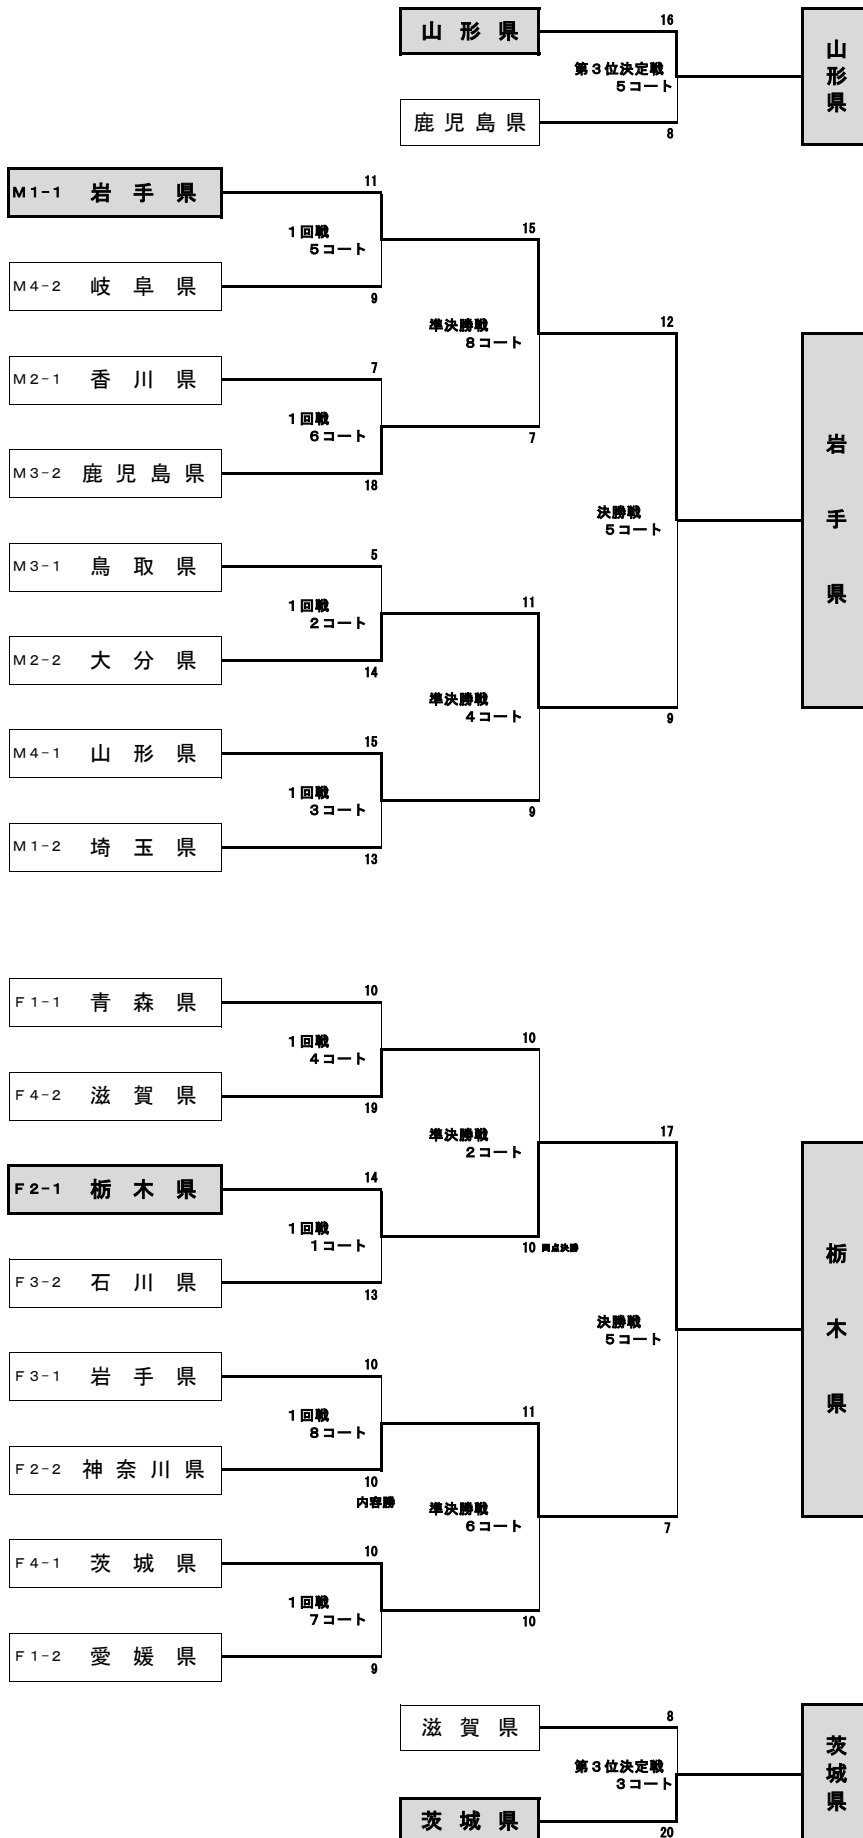 山形県
16
第３位決定戦
５コート
山形県
鹿児島県
8
M1-1 岩手県
11
1回戦
5コート
15
M4-2 岐阜県
9
準決勝戦
8コート
12
M2-1 香川県
7
1回戦
6コート
7
M3-2 鹿児島県
18
岩手県
決勝戦
5コート
M3-1 鳥取県
5
1回戦
2コート
11
M2-2 大分県
14
準決勝戦
4コート
9
M4-1 山形県
15
1回戦
3コート
9
M1-2 埼玉県
13
F1-1 青森県
10
1回戦
4コート
10
F4-2 滋賀県
19
準決勝戦
2コート
17
F2-1 栃木県
14
1回戦
1コート
10 同点決勝
F3-2 石川県
13
栃木県
決勝戦
5コート
F3-1 岩手県
10
1回戦
8コート
11
F2-2 神奈川県
10
内容勝
準決勝戦
6コート
7
F4-1 茨城県
10
1回戦
7コート
10
F1-2 愛媛県
9
滋賀県
8
第３位決定戦
３コート
茨城県
茨城県
20